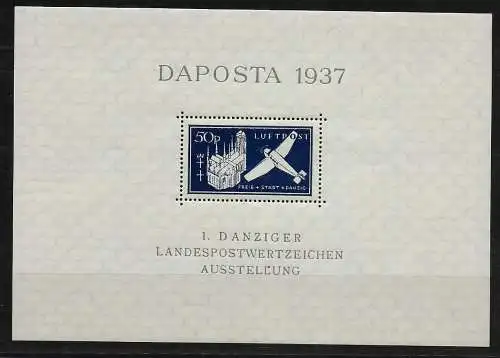 DAPOSTA 1937
50p LUFTPOST
FREIE + STADT + DANZIG
1. DANZIGER
LANDESPOSTWERTZEICHEN
AUSSTELLUNG